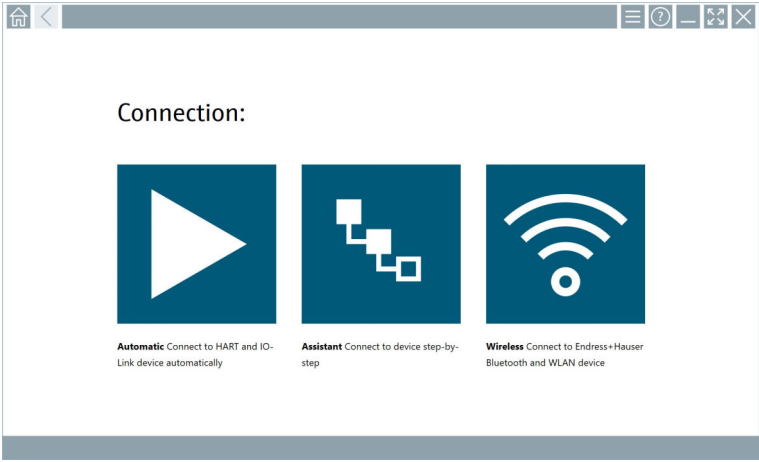 Connection:
Automatic Connect to HART and IO-
Link device automatically
Assistant Connect to device step-by-
step
Wireless Connect to Endress+Hauser
Bluetooth and WLAN device